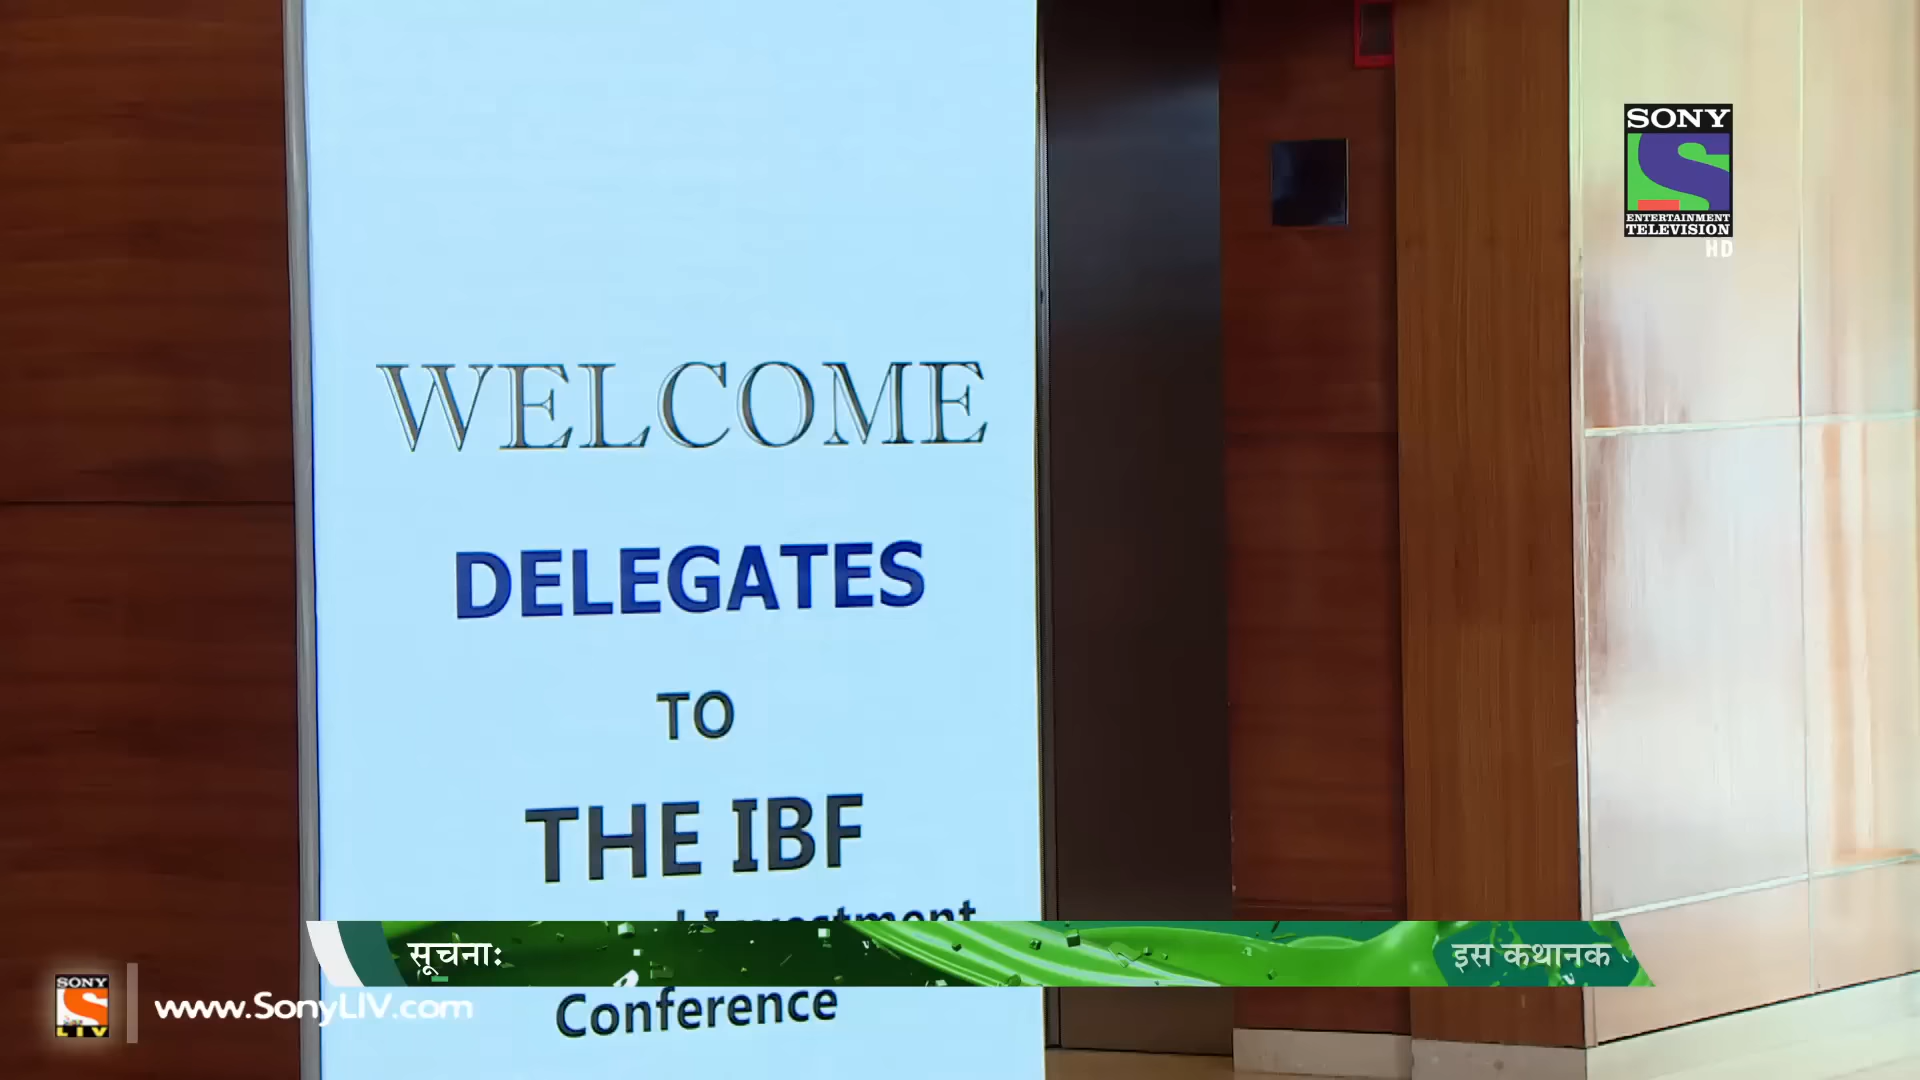 SONY
ENTERTAINMENT
TELEVISION
HD
WELCOME
DELEGATES
TO
THE IBF
Investment
सूचनाः
इस कथानक
Conference
SONY
LIV
www.SonyLIV.com